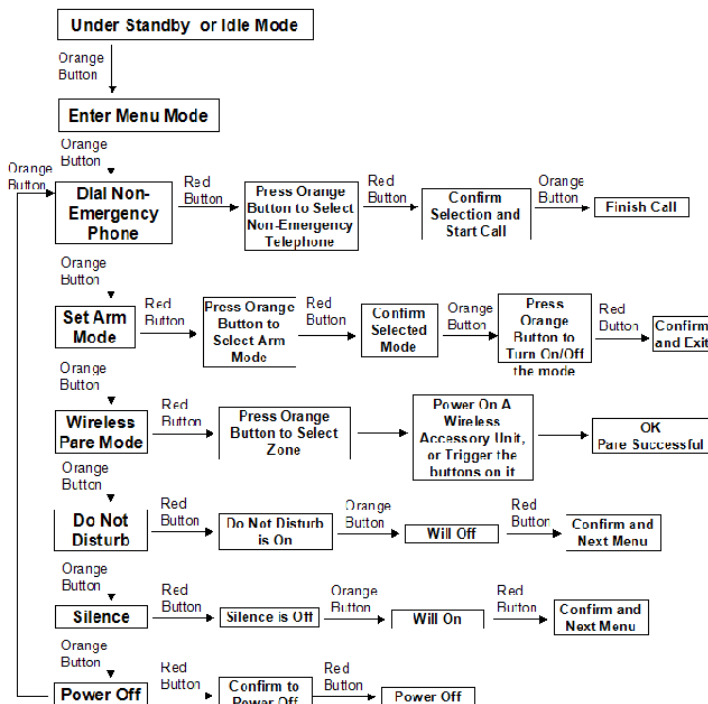 Under Standby or Idle Mode
Orange
Button
Enter Menu Mode
Orange
Button
Orange
Button
Dial Non-
Emergency
Phone
Red
Button
Press Orange
Button to Select
Non-Emergency
Telephone
Red
Button
Confirm
Selection and
Start Call
Orange
Button
Finish Call
Orange
Button
Set Arm
Mode
Red
Button
Press Orange
Button to
Select Arm
Mode
Red
Button
Confirm
Selected
Mode
Orange
Button
Press
Orange
Button to
Turn On/Off
the mode
Red
Button
Confirm
and Exit
Orange
Button
Wireless
Pare Mode
Red
Button
Press Orange
Button to Select
Zone
Power On A
Wireless
Accessory Unit,
or Trigger the
buttons on it
OK
Pare Successful
Orange
Button
Do Not
Disturb
Red
Button
Do Not Disturb
is On
Orange
Button
Will Off
Red
Button
Confirm and
Next Menu
Orange
Button
Silence
Red
Button
Silence is Off
Orange
Button
Will On
Red
Button
Confirm and
Next Menu
Orange
Button
Power Off
Red
Button
Confirm to
Power Off
Red
Button
Power Off